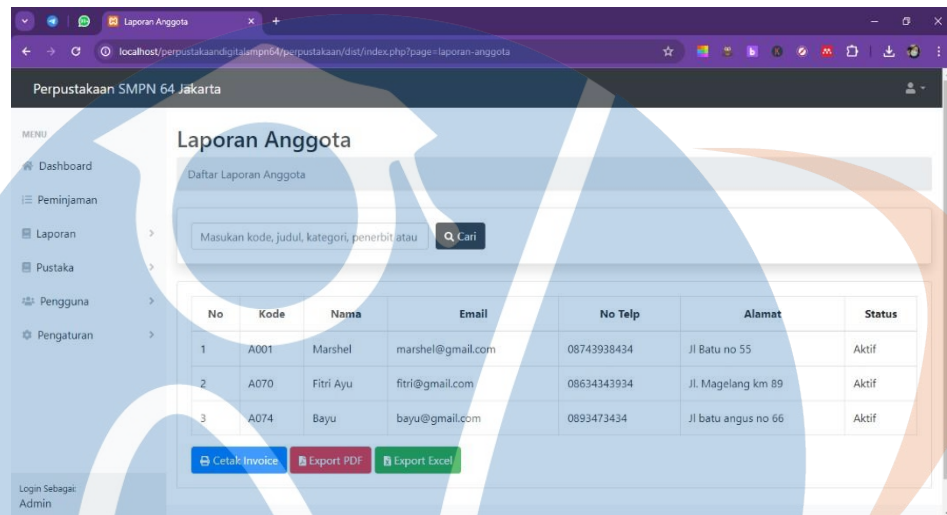 Laporan Anggota
localhost/perpustakaandigitalsmpn64/perpustakaan/dist/index.php?page=laporan-anggota
Perpustakaan SMPN 64 Jakarta
MENU
Dashboard
Peminjaman
Laporan
Pustaka
Pengguna
Pengaturan
Login Sebagai:
Admin
Laporan Anggota
Daftar Laporan Anggota
Masukan kode, judul, kategori, penerbit atau
Cari
No Kode Nama Email No Telp Alamat Status
1 A001 Marshel marshel@gmail.com 08743938434 Jl Batu no 55 Aktif
2 A070 Fitri Ayu fitri@gmail.com 08634343934 Jl. Magelang km 89 Aktif
3 A074 Bayu bayu@gmail.com 0893473434 Jl batu angus no 66 Aktif
Cetak Invoice Export PDF Export Excel